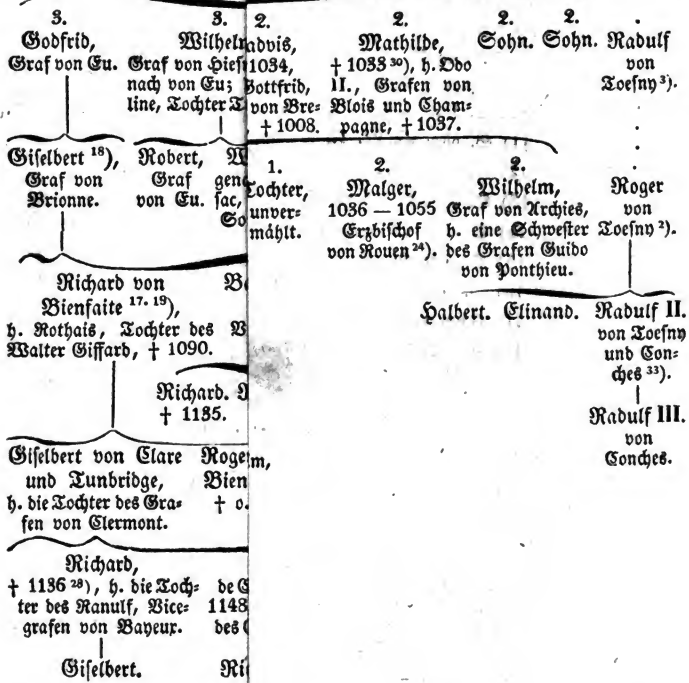 3.
Godfrid,
Graf von Eu.
3.
Graf von Hies
nach von Eu;
line, Tochter
2.
1034,
Gottfrid,
von Bre⸗
† 1008.
2.
Mathilde,
† 1033 ³⁰), h. Odo
II., Grafen von
Blois und Cham⸗
pagne, † 1037.
2.
Sohn.
2.
Sohn.
Radulf
von
Toesny ³).
Giselbert ¹⁸),
Graf von
Brionne.
Robert,
Graf
von Eu.
1.
Tochter,
unver⸗
mählt.
2.
Malger,
1036 — 1055
Erzbischof
von Rouen ²⁴).
2.
Wilhelm,
Graf von Archies,
h. eine Schwester
des Grafen Guido
von Ponthieu.
Roger
von
Toesny ²).
Richard von
Bienfaite ¹⁷· ¹⁹),
h. Rothais, Tochter des
Walter Giffard, † 1090.
Halbert. Elinand.
Radulf II.
von Toesny
und Con⸗
ches ³³).
Richard.
† 1135.
Radulf III.
von
Conches.
Giselbert von Clare
und Tunbridge,
h. die Tochter des Gra⸗
fen von Clermont.
Bien
† o.
Richard,
† 1136 ²⁸), h. die Toch⸗
ter des Ranulf, Vice⸗
grafen von Bayeux.
de
1148
des
Giselbert.